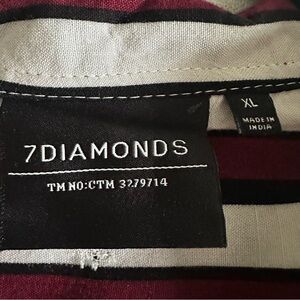 7DIAMONDS
TM NO:CTM 3279714
XL
MADE IN
INDIA